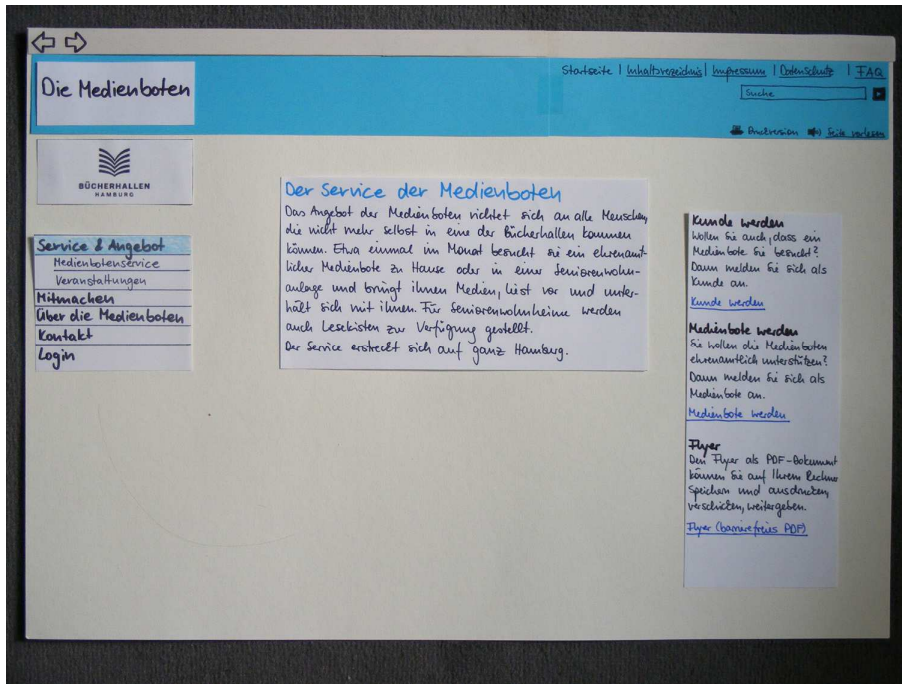 Die Medienboten
Startseite | Inhaltsverzeichnis | Impressum | Datenschutz | FAQ
Suche
Druckversion Seite vorlesen
BÜCHERHALLEN
HAMBURG
Service & Angebot
Medienbotenservice
Veranstaltungen
Mitmachen
Über die Medienboten
Kontakt
Login
Der Service der Medienboten
Das Angebot der Medienboten richtet sich an alle Menschen,
die nicht mehr selbst in eine der Bücherhallen kommen
können. Etwa einmal im Monat besucht sie ein ehrenamt-
licher Medienbote zu Hause oder in einer Seniorenwohn-
anlage und bringt ihnen Medien, liest vor und unter-
hält sich mit ihnen. Für Seniorenwohnheime werden
auch Lesekisten zur Verfügung gestellt.
Der Service erstreckt sich auf ganz Hamburg.
Kunde werden
Wollen Sie auch, dass ein
Medienbote Sie besucht?
Dann melden Sie sich als
Kunde an.
Kunde werden
Medienbote werden
Sie wollen die Medienboten
ehrenamtlich unterstützen?
Dann melden Sie sich als
Medienbote an.
Medienbote werden
Flyer
Den Flyer als PDF-Dokument
können Sie auf Ihrem Rechner
speichern und ausdrucken,
verschicken, weitergeben.
Flyer (barrierefreies PDF)